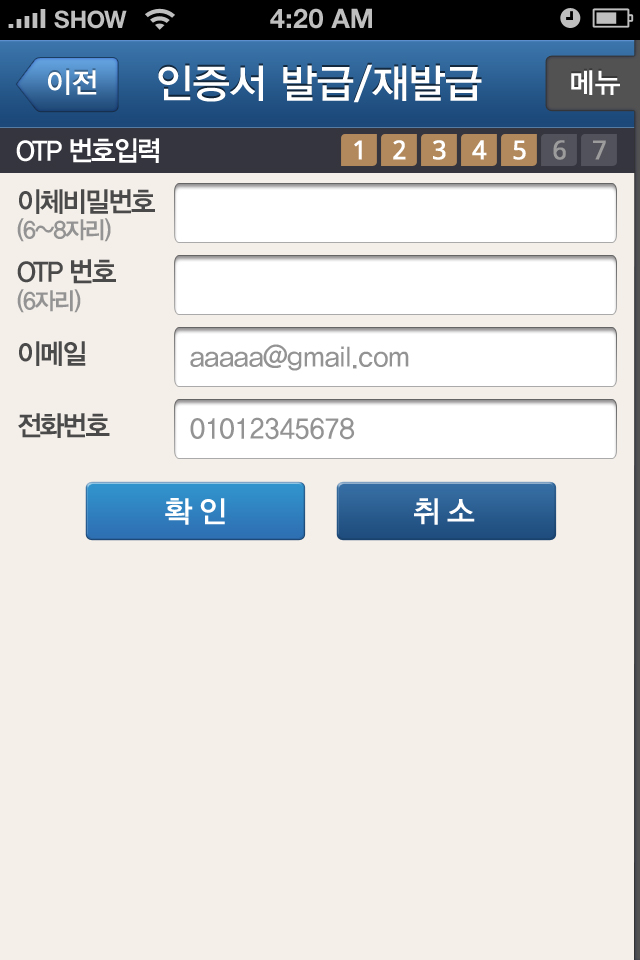 SHOW 4:20 AM
이전 인증서 발급/재발급 메뉴
OTP 번호입력 1 2 3 4 5 6 7
이체비밀번호
(6~8자리)
OTP 번호
(6자리)
이메일 aaaaa@gmail.com
전화번호 01012345678
확인 취소